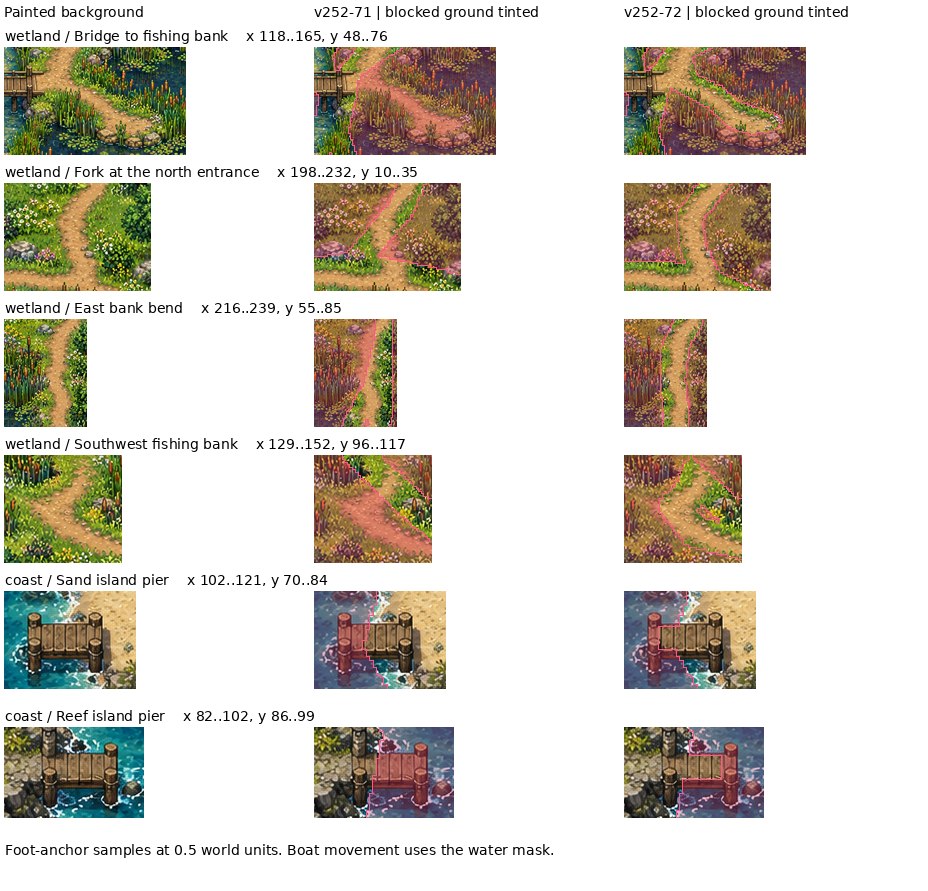 Painted background    v252-71 | blocked ground tinted    v252-72 | blocked ground tinted
wetland / Bridge to fishing bank    x 118..165, y 48..76
wetland / Fork at the north entrance    x 198..232, y 10..35
wetland / East bank bend    x 216..239, y 55..85
wetland / Southwest fishing bank    x 129..152, y 96..117
coast / Sand island pier    x 102..121, y 70..84
coast / Reef island pier    x 82..102, y 86..99
Foot-anchor samples at 0.5 world units. Boat movement uses the water mask.